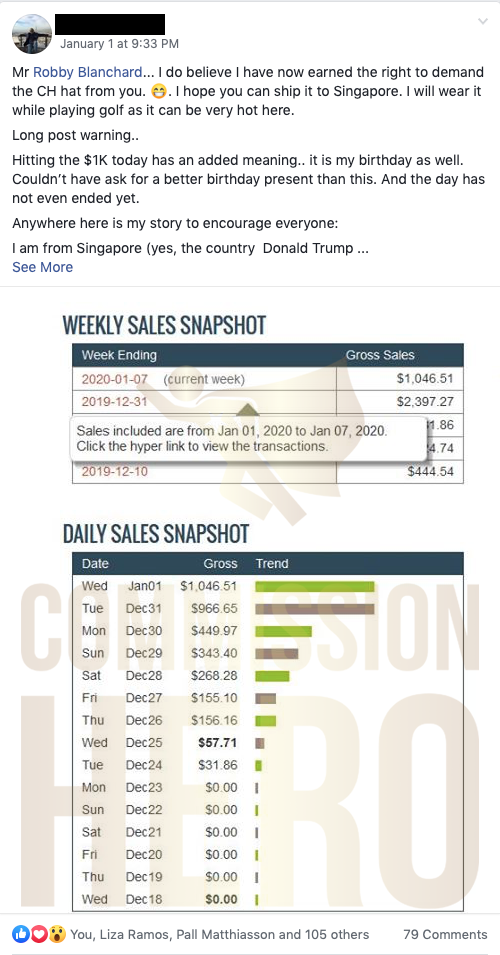 January 1 at 9:33 PM
Mr Robby Blanchard... I do believe I have now earned the right to demand
the CH hat from you. 😁. I hope you can ship it to Singapore. I will wear it
while playing golf as it can be very hot here.
Long post warning..
Hitting the $1K today has an added meaning.. it is my birthday as well.
Couldn't have ask for a better birthday present than this. And the day has
not even ended yet.
Anywhere here is my story to encourage everyone:
I am from Singapore (yes, the country  Donald Trump ...
See More
WEEKLY SALES SNAPSHOT
Week Ending Gross Sales
2020-01-07 (current week) $1,046.51
2019-12-31 $2,397.27
1.86
Sales included are from Jan 01, 2020 to Jan 07, 2020.
Click the hyper link to view the transactions.
4.74
2019-12-10 $444.54
DAILY SALES SNAPSHOT
Date Gross Trend
Wed Jan01 $1,046.51
Tue Dec31 $966.65
Mon Dec30 $449.97
Sun Dec29 $343.40
Sat Dec28 $268.28
Fri Dec27 $155.10
Thu Dec26 $156.16
Wed Dec25 $57.71
Tue Dec24 $31.86
Mon Dec23 $0.00
Sun Dec22 $0.00
Sat Dec21 $0.00
Fri Dec20 $0.00
Thu Dec19 $0.00
Wed Dec18 $0.00
COMMISSION
HERO
You, Liza Ramos, Pall Matthiasson and 105 others 79 Comments